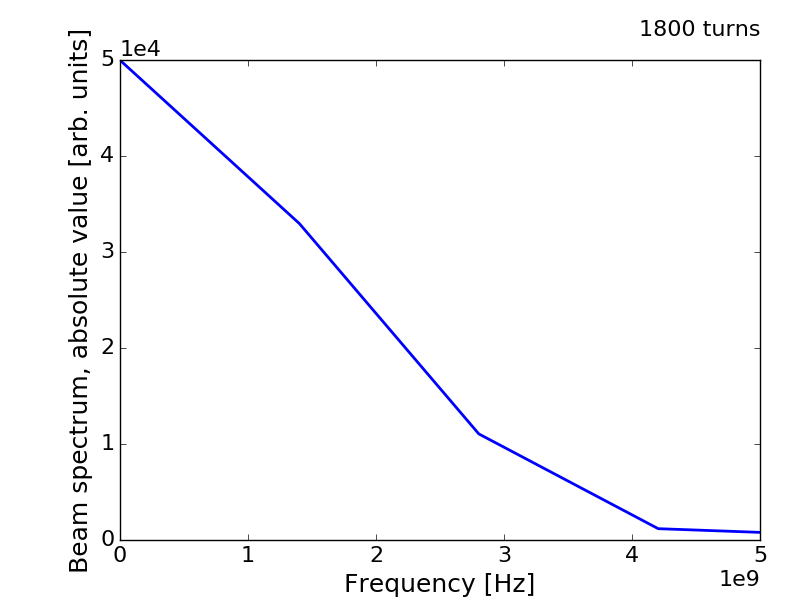 1800 turns
1e4
Beam spectrum, absolute value [arb. units]
5
4
3
2
1
0
0 1 2 3 4 5
1e9
Frequency [Hz]